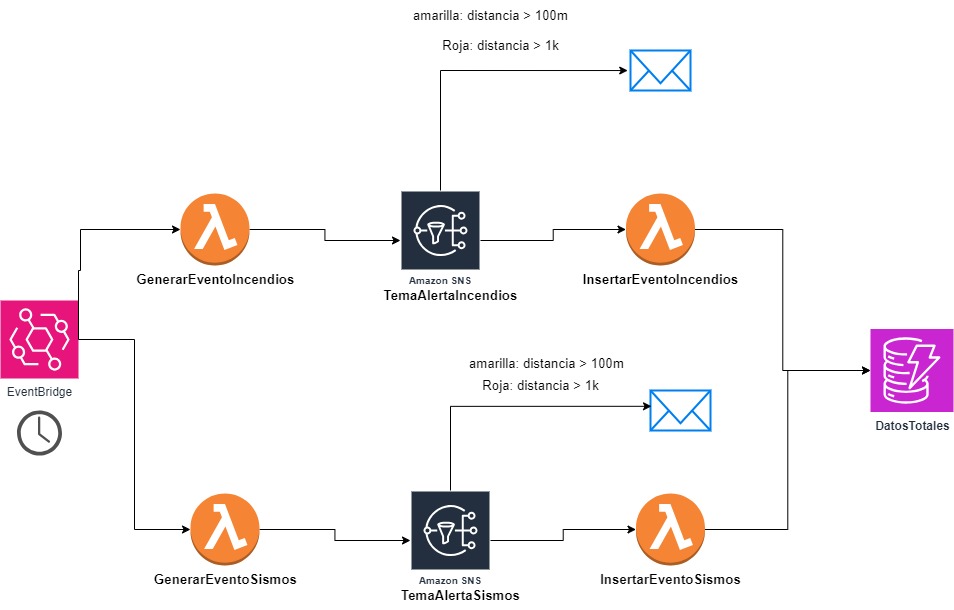 amarilla: distancia > 100m
Roja: distancia > 1k
GenerarEventoIncendios
Amazon SNS
TemaAlertaIncendios
InsertarEventoIncendios
EventBridge
amarilla: distancia > 100m
Roja: distancia > 1k
DatosTotales
GenerarEventoSismos
Amazon SNS
TemaAlertaSismos
InsertarEventoSismos